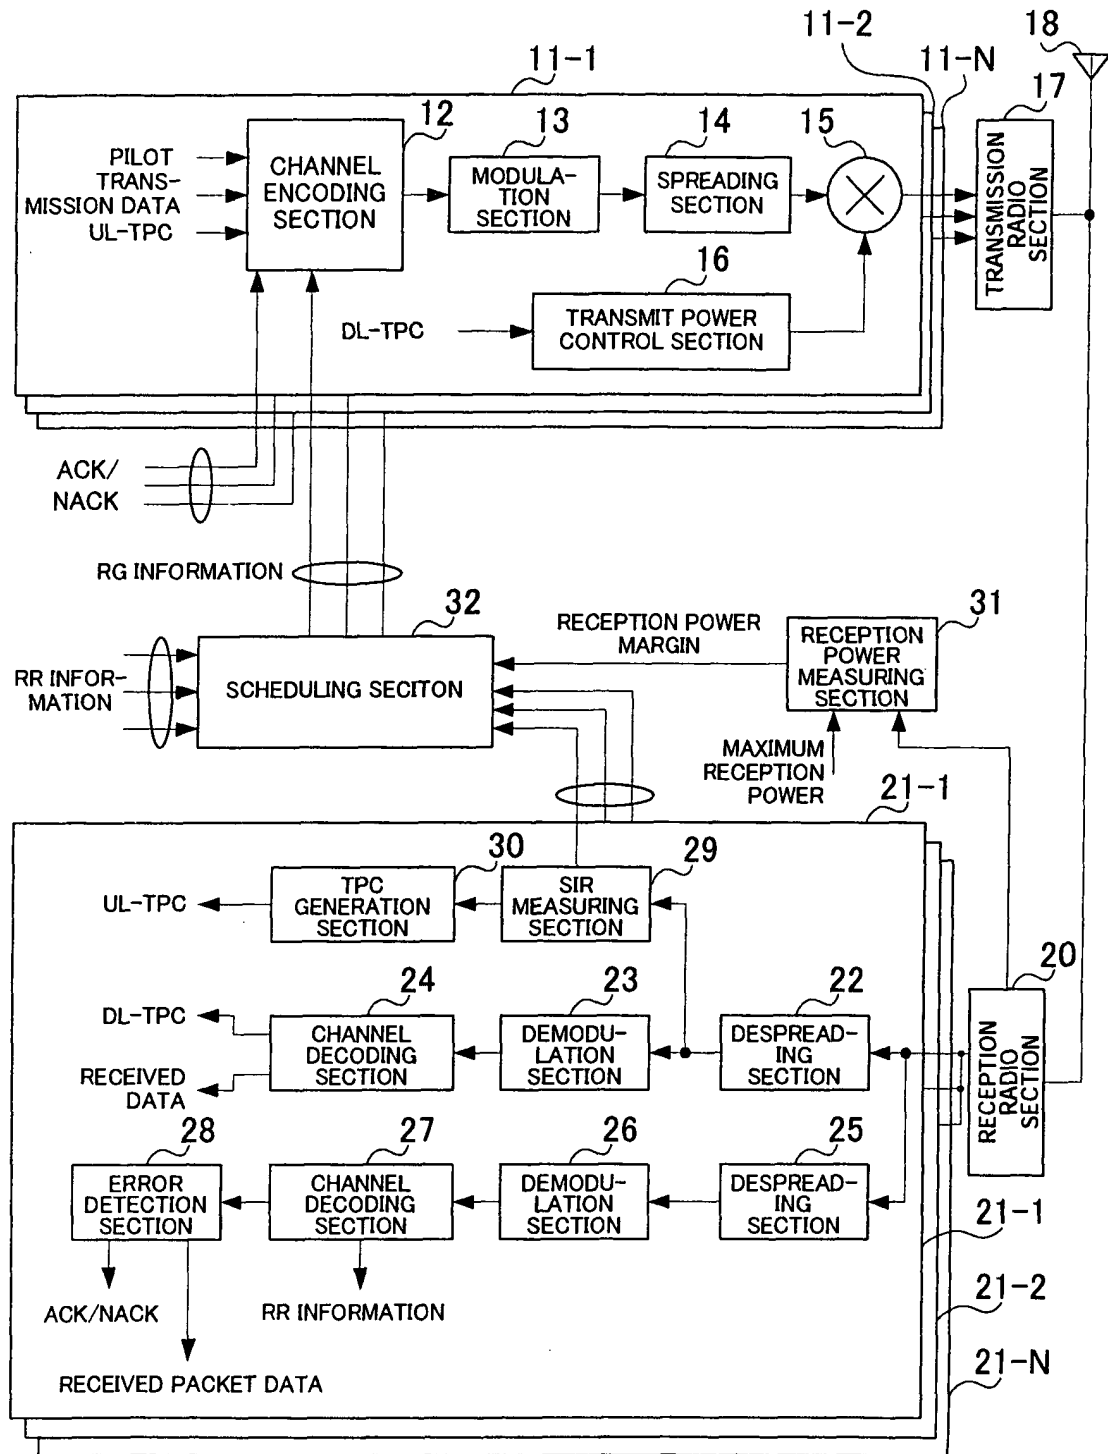 11-2
18
11-1
11-N
17
12
13
14
15
PILOT
TRANS-
MISSION DATA
UL-TPC
CHANNEL
ENCODING
SECTION
MODULA-
TION
SECTION
SPREADING
SECTION
TRANSMISSION
RADIO
SECTION
16
DL-TPC
TRANSMIT POWER
CONTROL SECTION
ACK/
NACK
RG INFORMATION
32
31
RECEPTION POWER
MARGIN
RECEPTION
POWER
MEASURING
SECTION
RR INFOR-
MATION
SCHEDULING SECITON
MAXIMUM
RECEPTION
POWER
21-1
30
29
UL-TPC
TPC
GENERATION
SECTION
SIR
MEASURING
SECTION
20
24
23
22
DL-TPC
RECEIVED
DATA
CHANNEL
DECODING
SECTION
DEMODU-
LATION
SECTION
DESPREAD-
ING
SECTION
RECEPTION
RADIO
SECTION
28
27
26
25
ERROR
DETECTION
SECTION
CHANNEL
DECODING
SECTION
DEMODU-
LATION
SECTION
DESPREAD-
ING
SECTION
21-1
ACK/NACK
RR INFORMATION
21-2
RECEIVED PACKET DATA
21-N